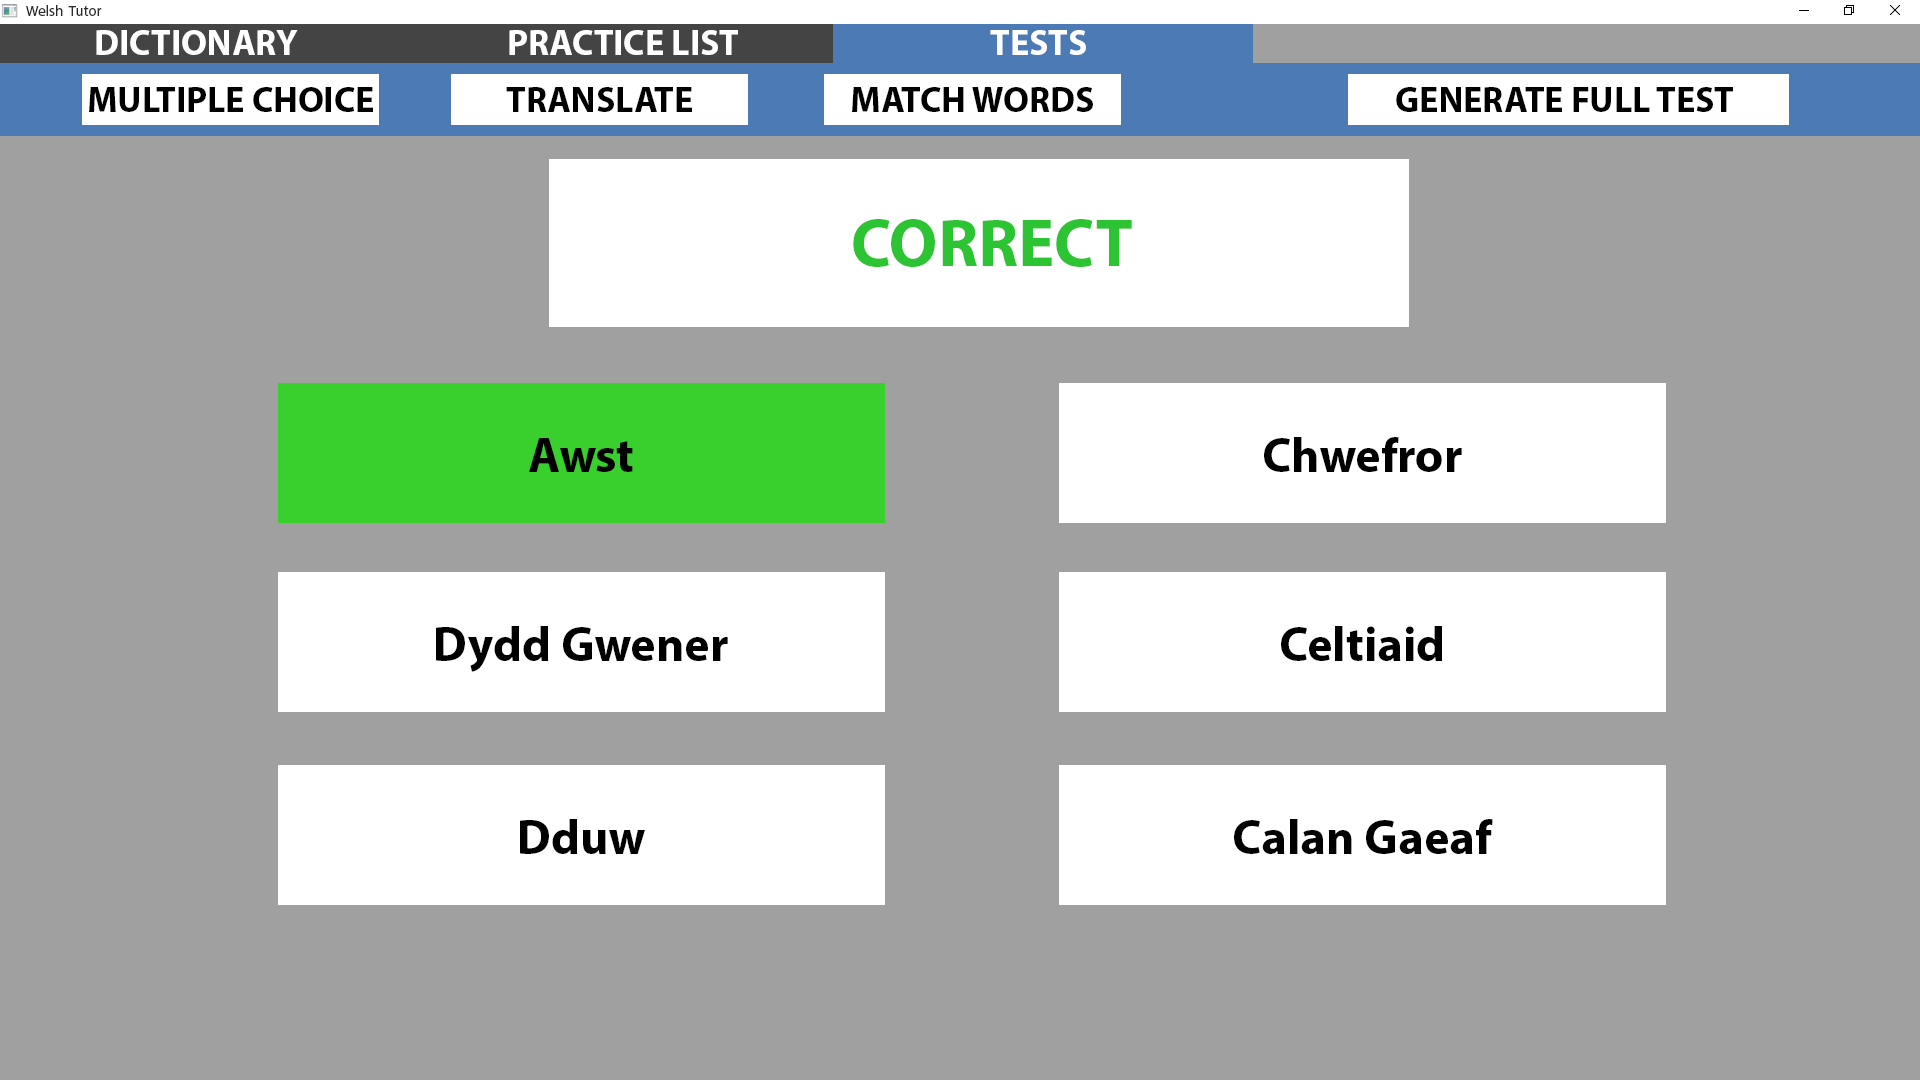 Welsh Tutor
DICTIONARY PRACTICE LIST TESTS
MULTIPLE CHOICE TRANSLATE MATCH WORDS GENERATE FULL TEST
CORRECT
Awst Chwefror
Dydd Gwener Celtiaid
Dduw Calan Gaeaf